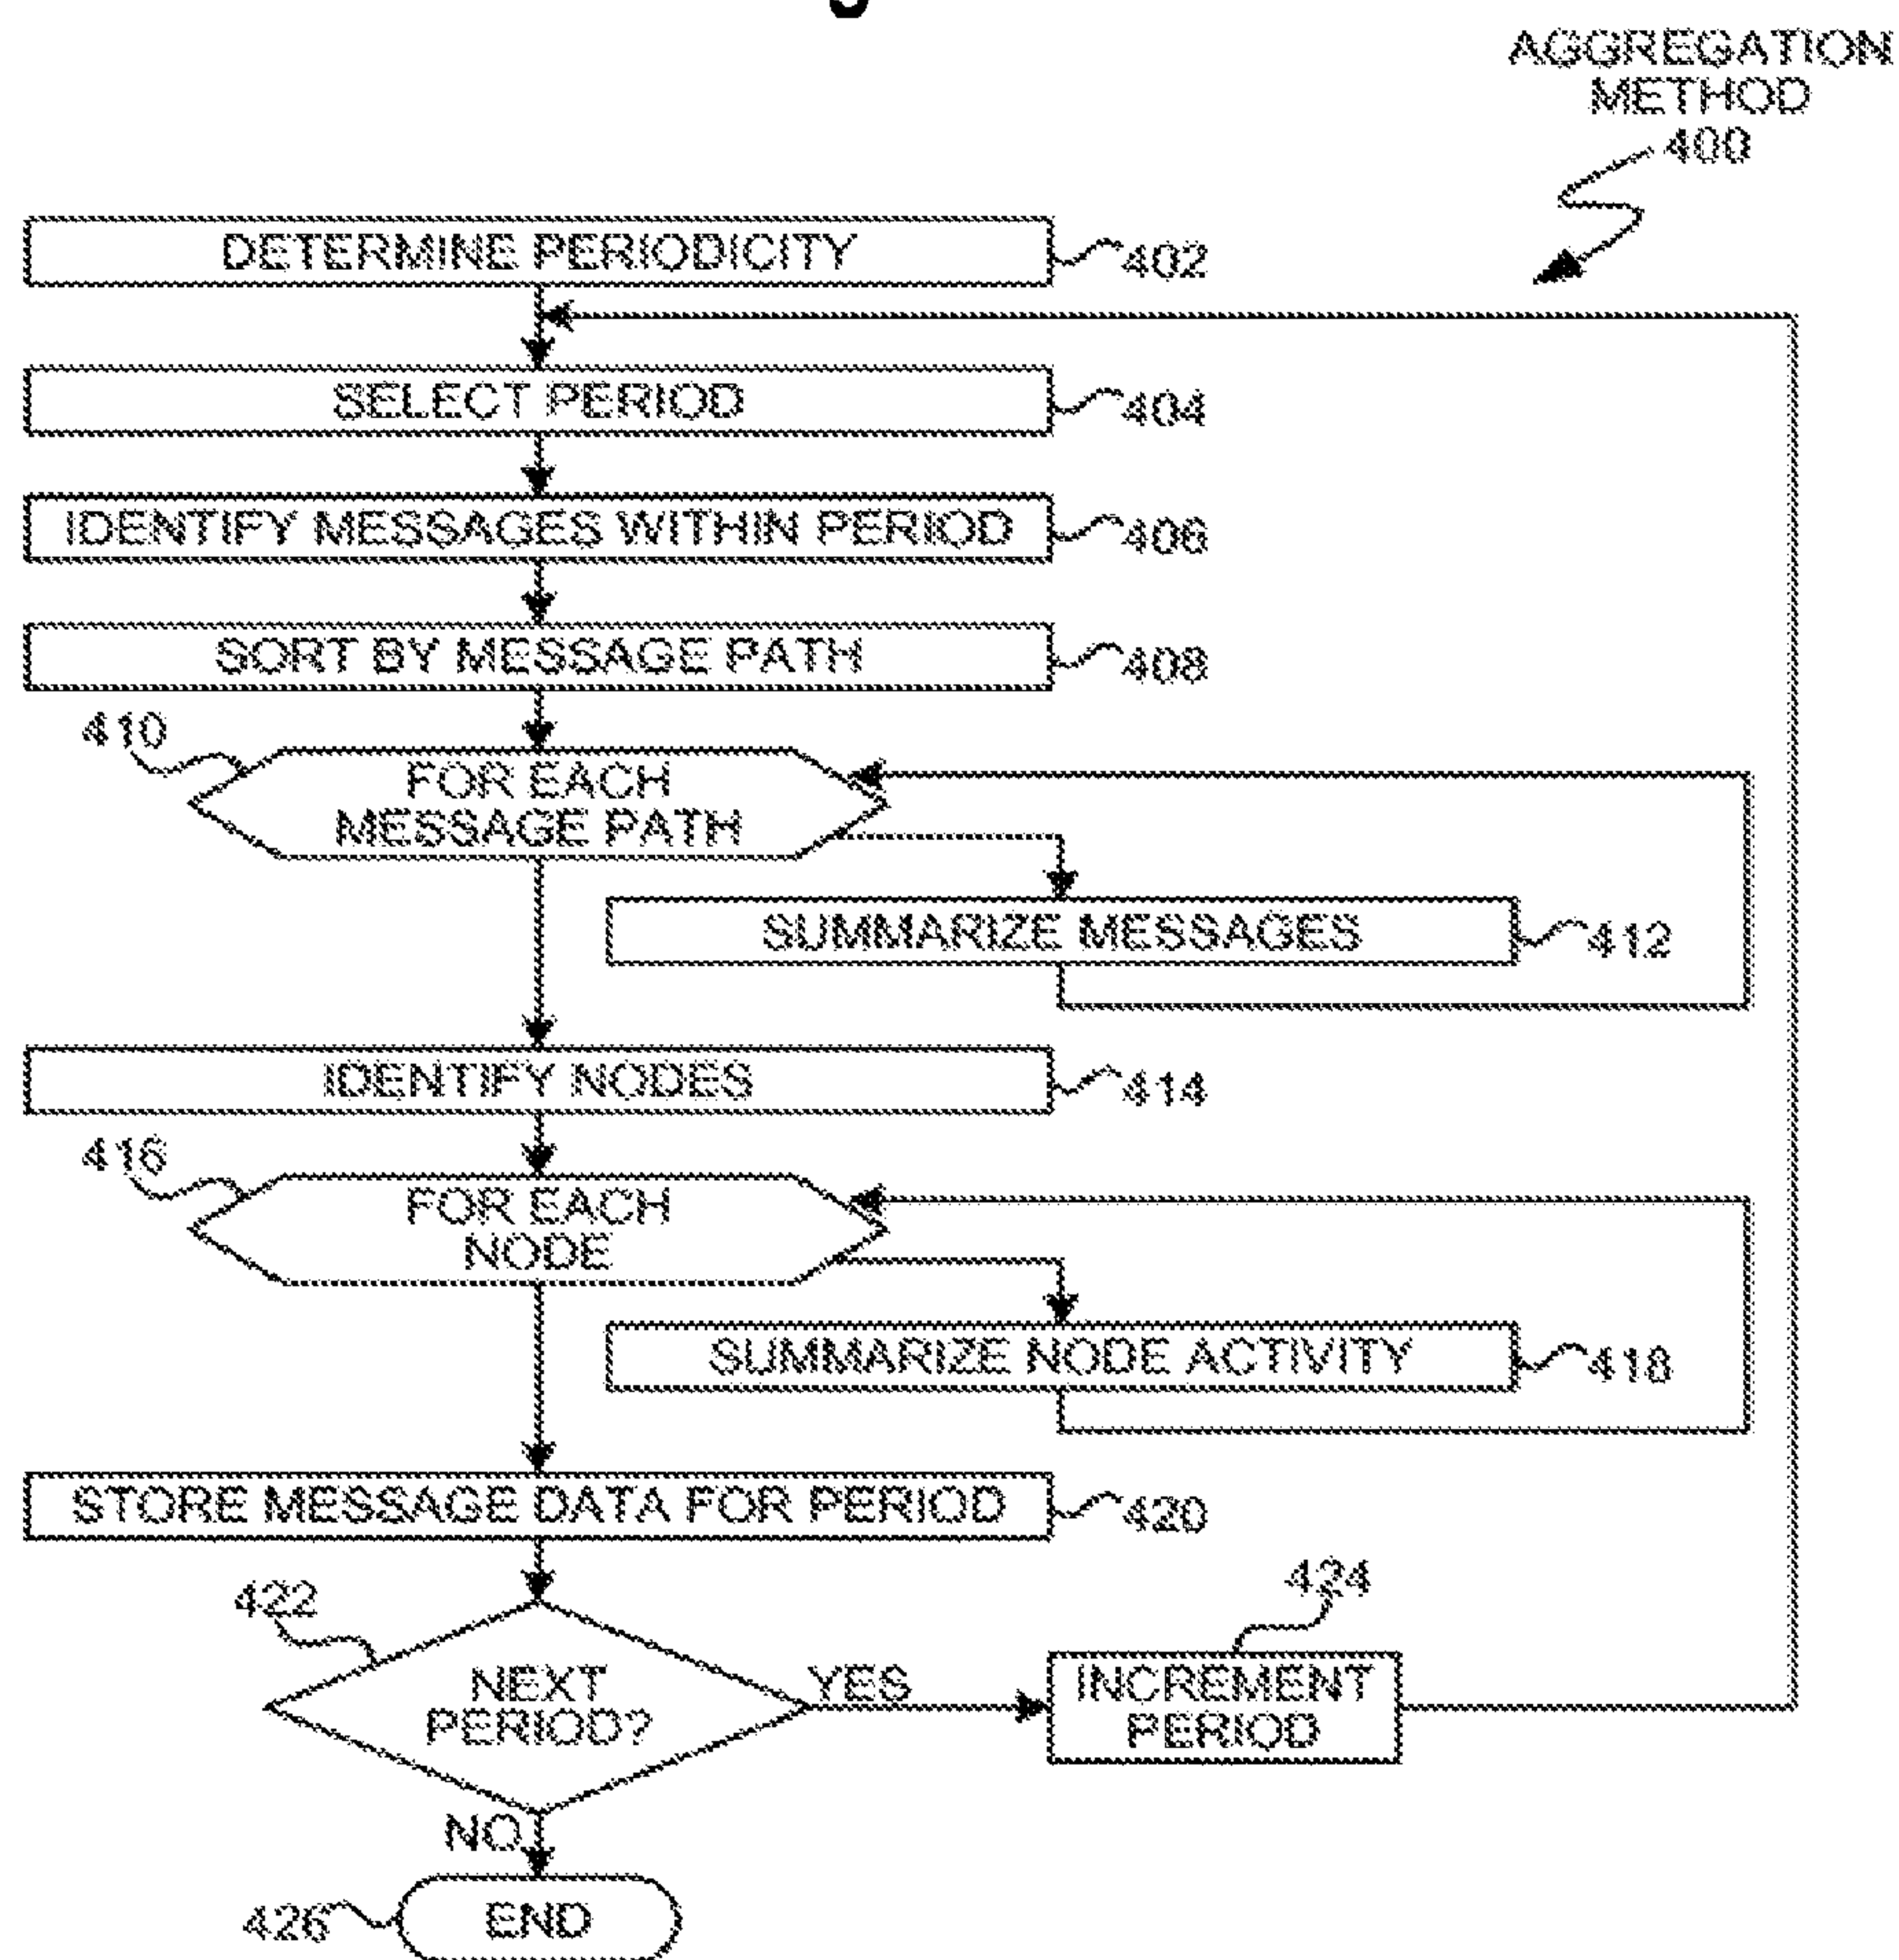 AGGREGATION
METHOD
400
DETERMINE PERIODICITY
402
SELECT PERIOD
404
IDENTIFY MESSAGES WITHIN PERIOD
406
SORT BY MESSAGE PATH
408
410
FOR EACH
MESSAGE PATH
SUMMARIZE MESSAGES
412
IDENTIFY NODES
414
416
FOR EACH
NODE
SUMMARIZE NODE ACTIVITY
418
STORE MESSAGE DATA FOR PERIOD
420
422
NEXT
PERIOD?
YES
424
INCREMENT
PERIOD
NO
426
END